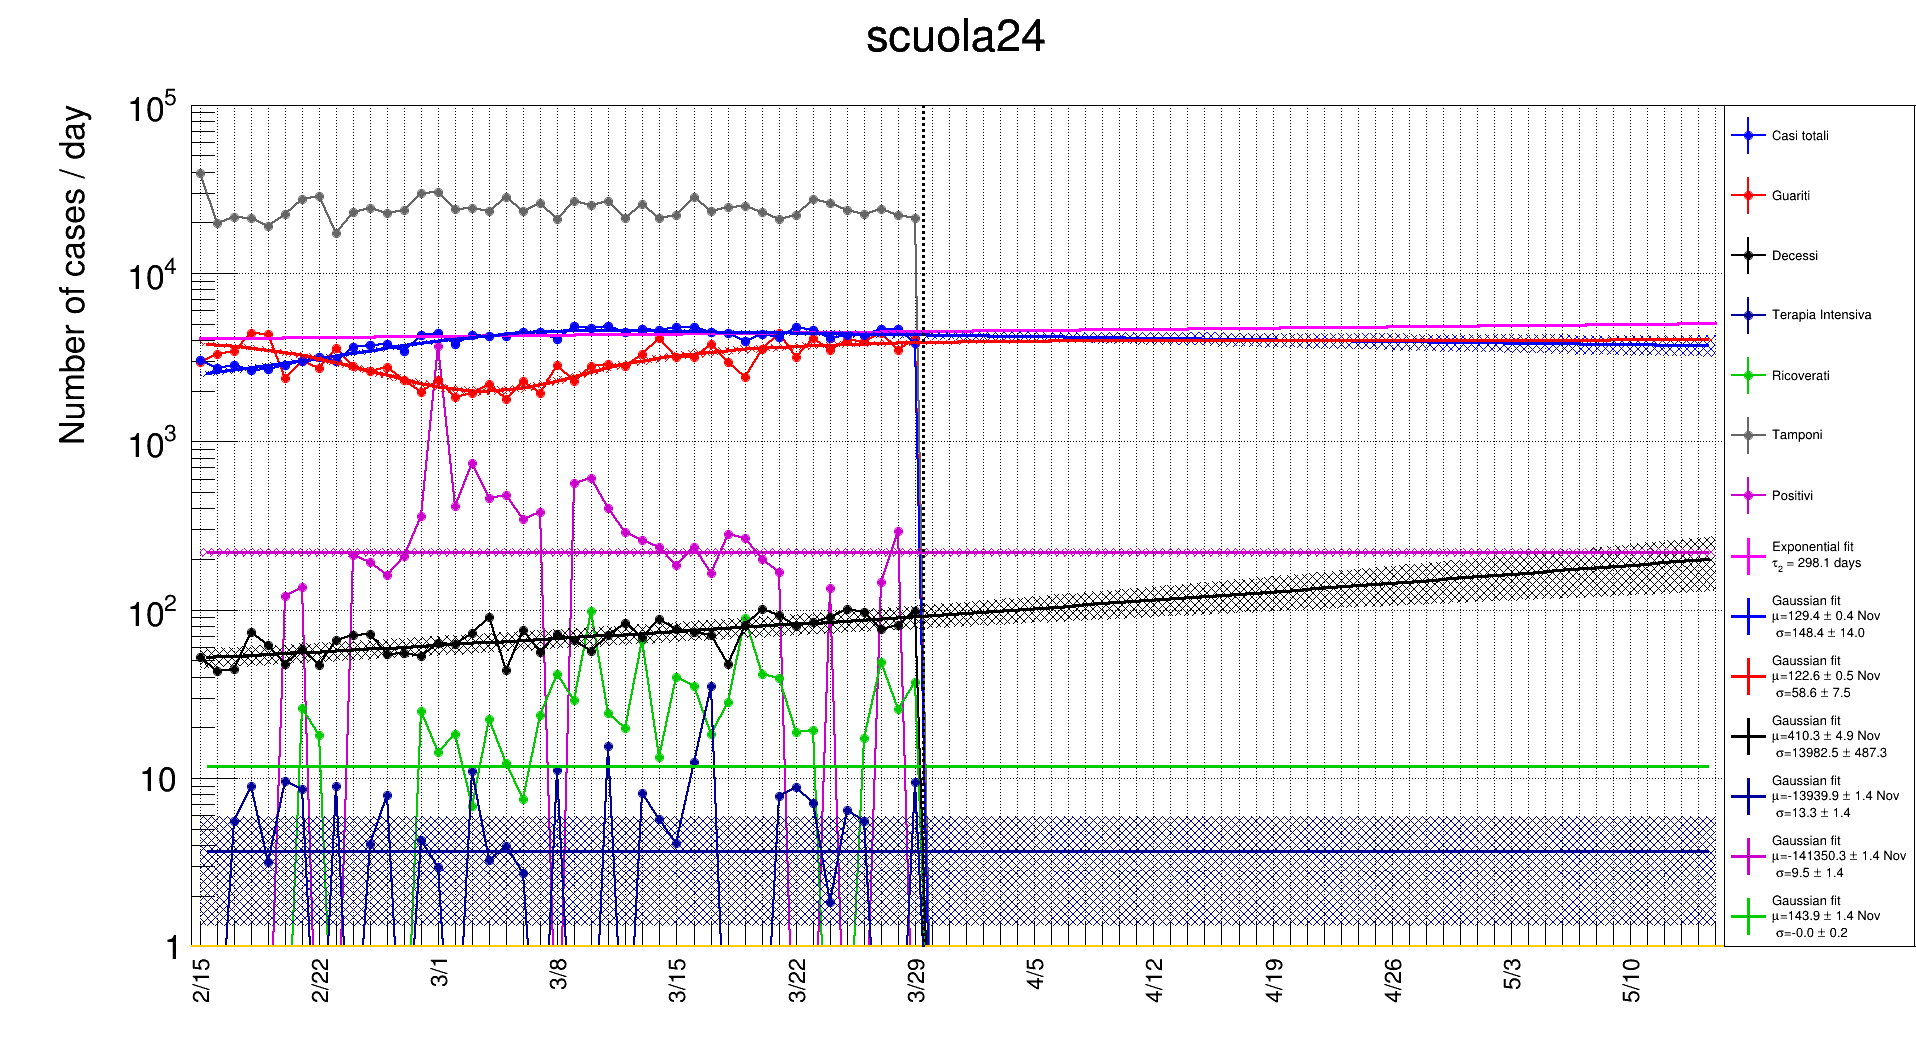 scuola24
Number of cases / day
10^5
10^4
10^3
10^2
10
1
2/15
2/22
3/1
3/8
3/15
3/22
3/29
4/5
4/12
4/19
4/26
5/3
5/10
Casi totali
Guariti
Decessi
Terapia Intensiva
Ricoverati
Tamponi
Positivi
Exponential fit
τ₂ = 298.1 days
Gaussian fit
μ=129.4 ± 0.4 Nov
σ=148.4 ± 14.0
Gaussian fit
μ=122.6 ± 0.5 Nov
σ=58.6 ± 7.5
Gaussian fit
μ=410.3 ± 4.9 Nov
σ=13982.5 ± 487.3
Gaussian fit
μ=-13939.9 ± 1.4 Nov
σ=13.3 ± 1.4
Gaussian fit
μ=-141350.3 ± 1.4 Nov
σ=9.5 ± 1.4
Gaussian fit
μ=143.9 ± 1.4 Nov
σ=-0.0 ± 0.2